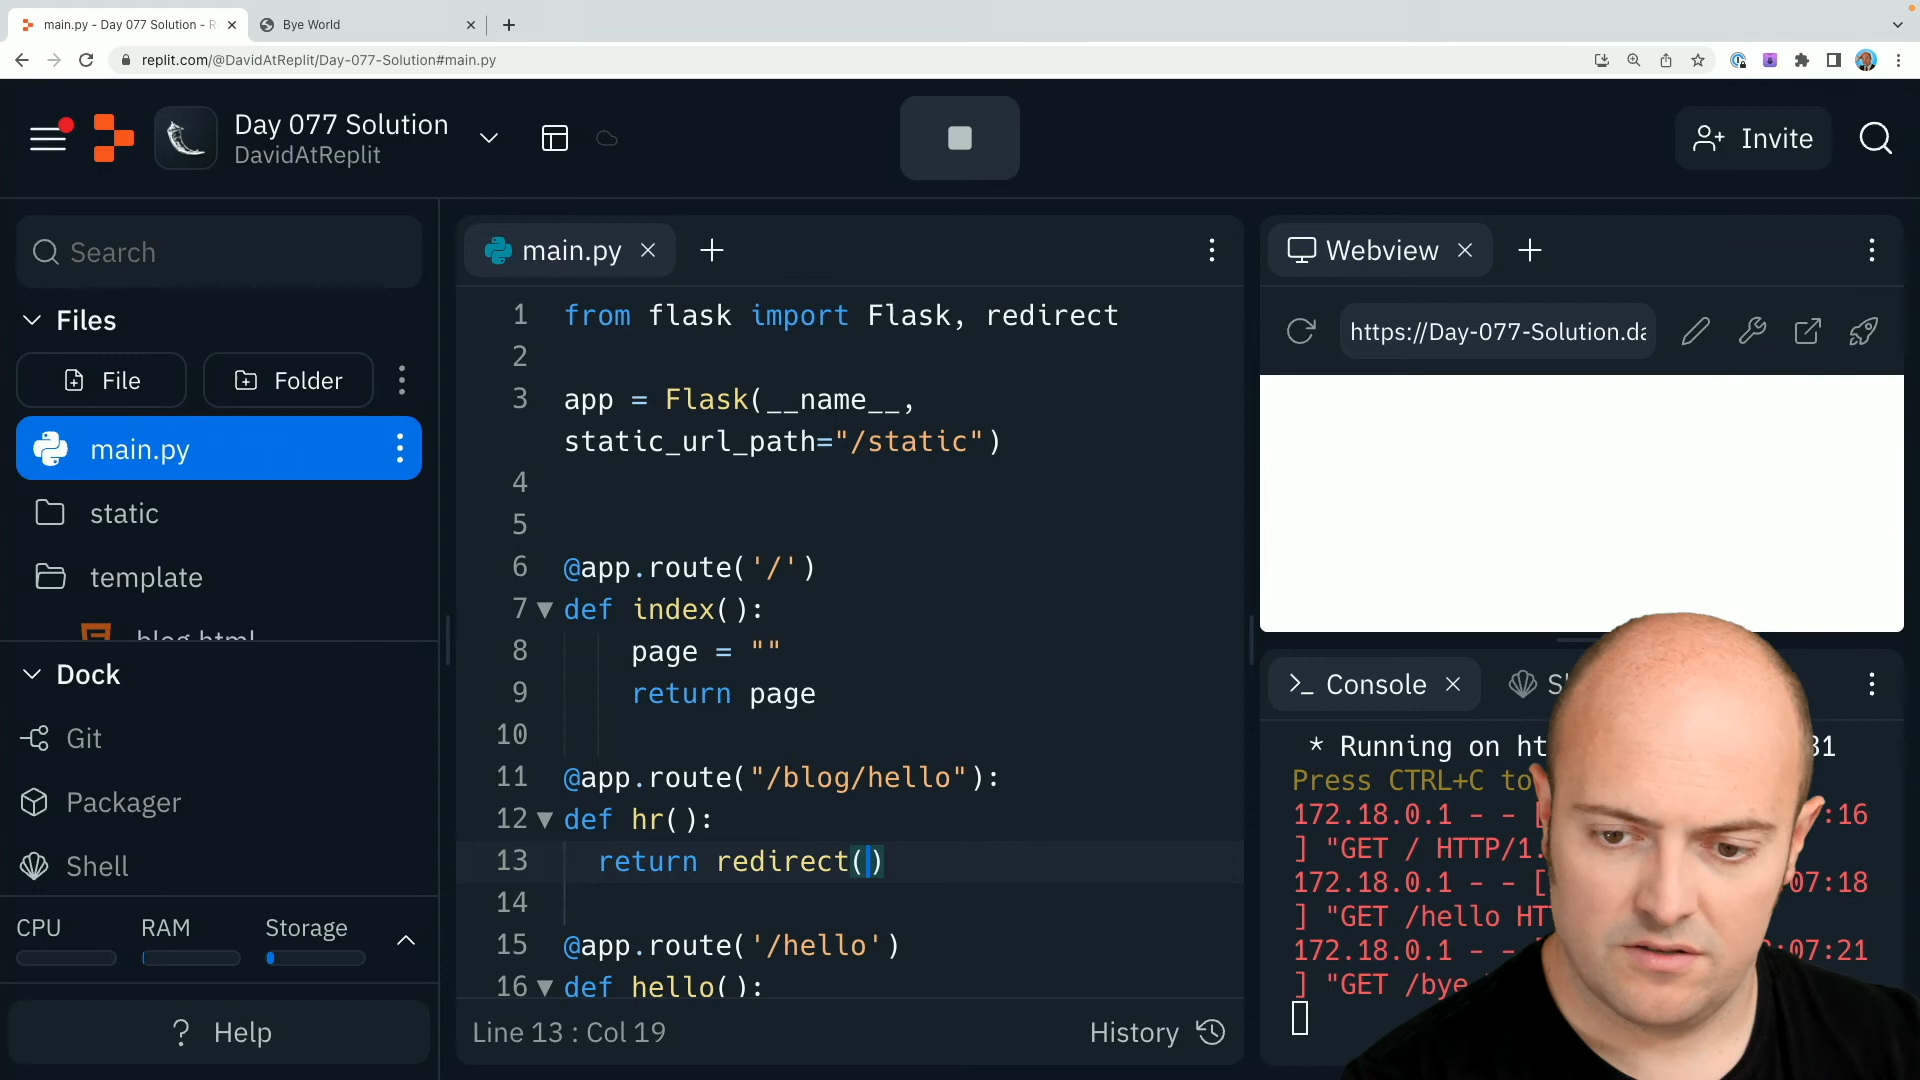 main.py - Day 077 Solution - R
Bye World
replit.com/@DavidAtReplit/Day-077-Solution#main.py
Day 077 Solution
DavidAtReplit
Invite
Search
Files
File
Folder
main.py
static
template
blog.html
Dock
Git
Packager
Shell
CPU
RAM
Storage
Help
main.py
1 from flask import Flask, redirect
2
3 app = Flask(__name__,
static_url_path="/static")
4
5
6 @app.route('/')
7 def index():
8 page = ""
9 return page
10
11 @app.route("/blog/hello"):
12 def hr():
13 return redirect()
14
15 @app.route('/hello')
16 def hello():
Line 13 : Col 19
History
Webview
https://Day-077-Solution.da
Console
* Running on ht 31
Press CTRL+C to
172.18.0.1 - - [ :16
] "GET / HTTP/1.
172.18.0.1 - - [ 07:18
] "GET /hello HT
172.18.0.1 - - :07:21
] "GET /bye